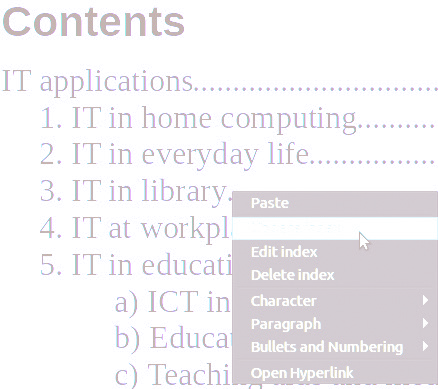 Contents
IT applications.................................
1. IT in home computing..........
2. IT in everyday life................
3. IT in library.
4. IT at workpl
5. IT in educati
a) ICT in
b) Educa
c) Teaching
Paste
Edit index
Delete index
Character
Paragraph
Bullets and Numbering
Open Hyperlink